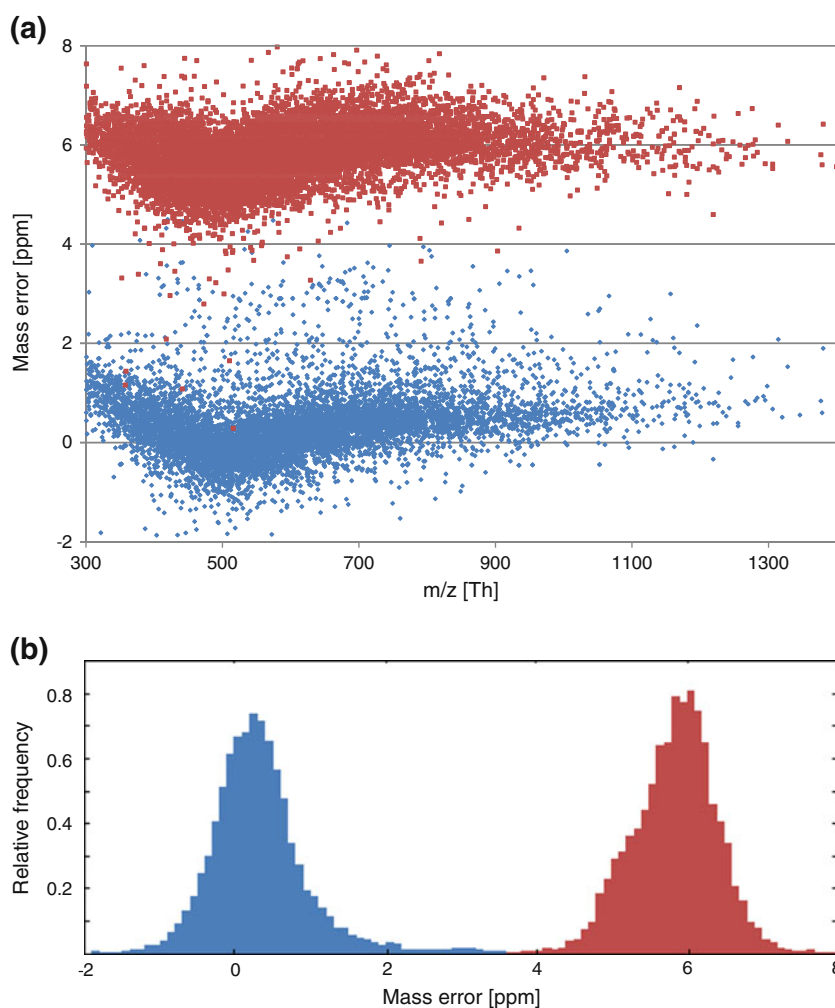 (a)
8
6
4
2
0
-2
Mass error [ppm]
300 500 700 900 1100 1300
m/z [Th]
(b)
0.8
0.6
0.4
0.2
Relative frequency
-2 0 2 4 6 8
Mass error [ppm]